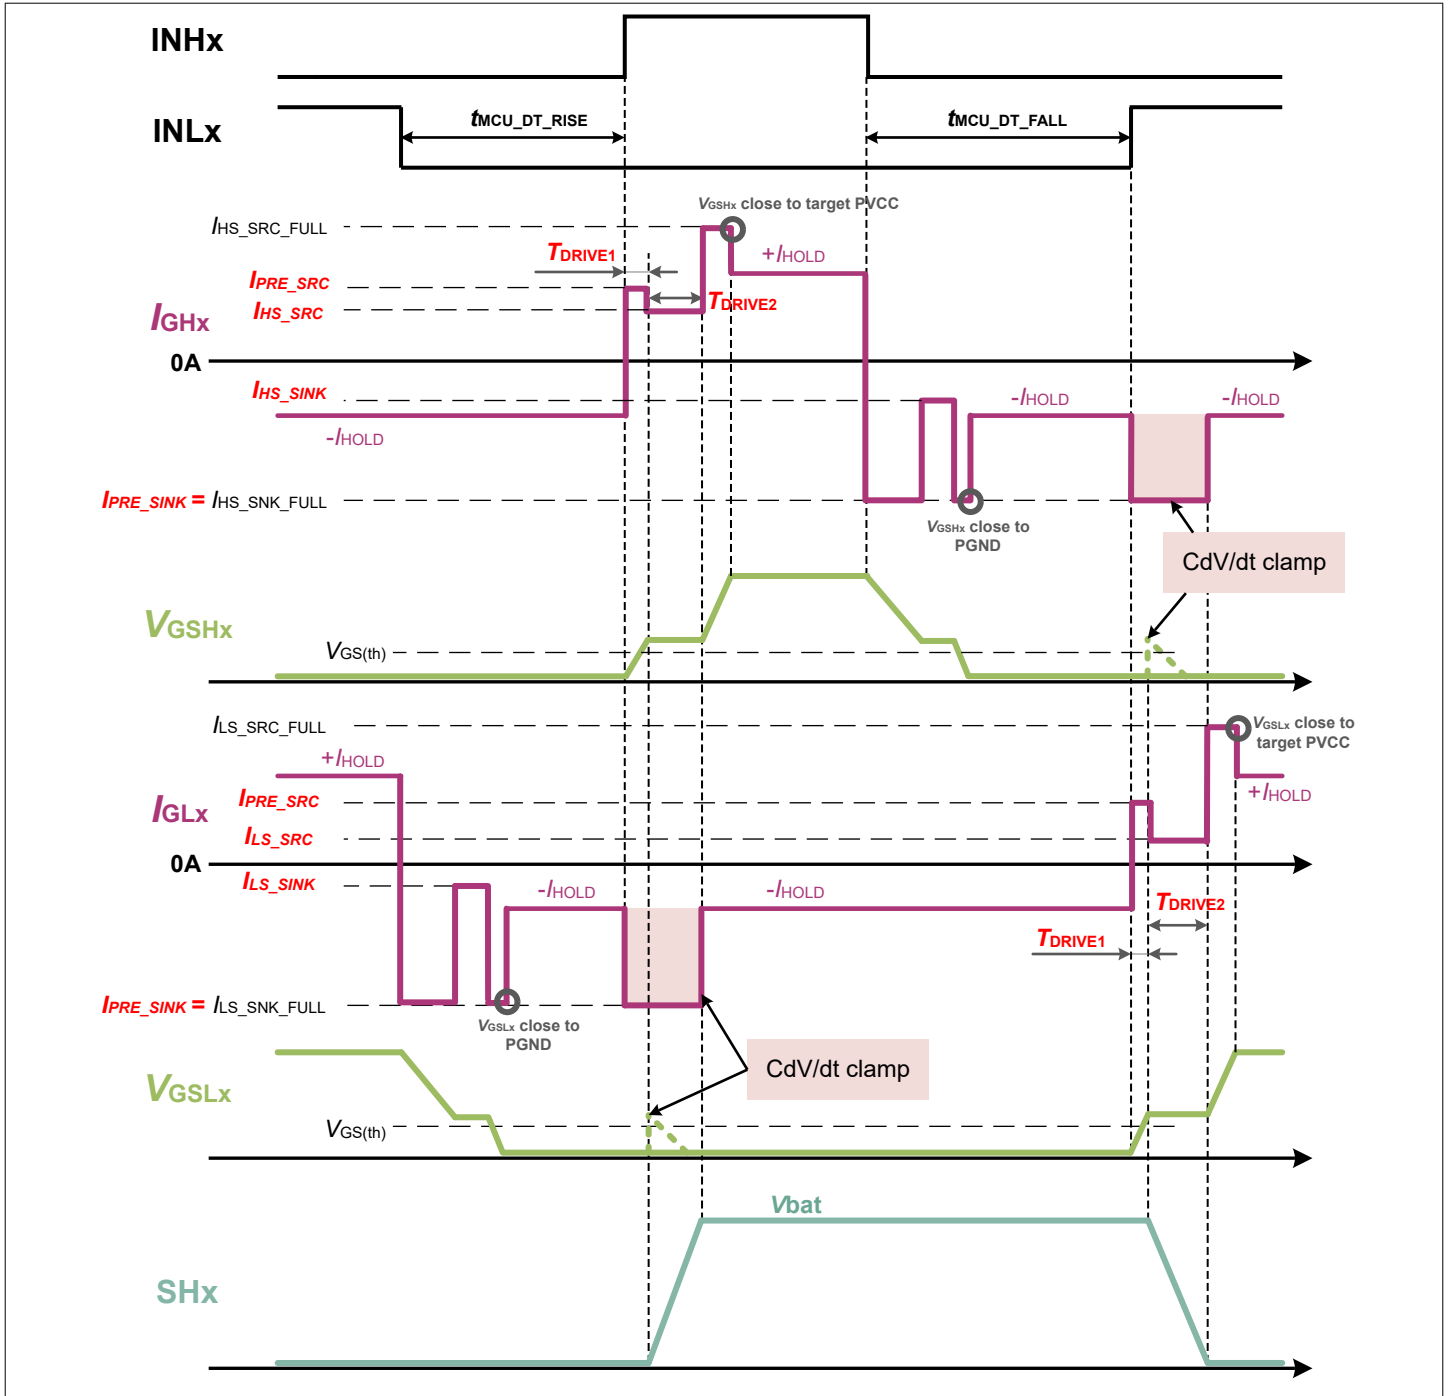 INHx
INLx
tMCU_DT_RISE
tMCU_DT_FALL
VGSHx close to target PVCC
IHS_SRC_FULL
TDRIVE1
+IHOLD
IPRE_SRC
TDRIVE2
IHS_SRC
IGHx
0A
IHS_SINK
-IHOLD
-IHOLD
-IHOLD
IPRE_SINK = IHS_SNK_FULL
VGSHx close to
PGND
CdV/dt clamp
VGSHx
VGS(th)
ILS_SRC_FULL
VGSLx close to
target PVCC
+IHOLD
IPRE_SRC
+IHOLD
IGLx
ILS_SRC
0A
ILS_SINK
-IHOLD
-IHOLD
TDRIVE2
TDRIVE1
IPRE_SINK = ILS_SNK_FULL
VGSLx close to
PGND
CdV/dt clamp
VGSLx
VGS(th)
Vbat
SHx